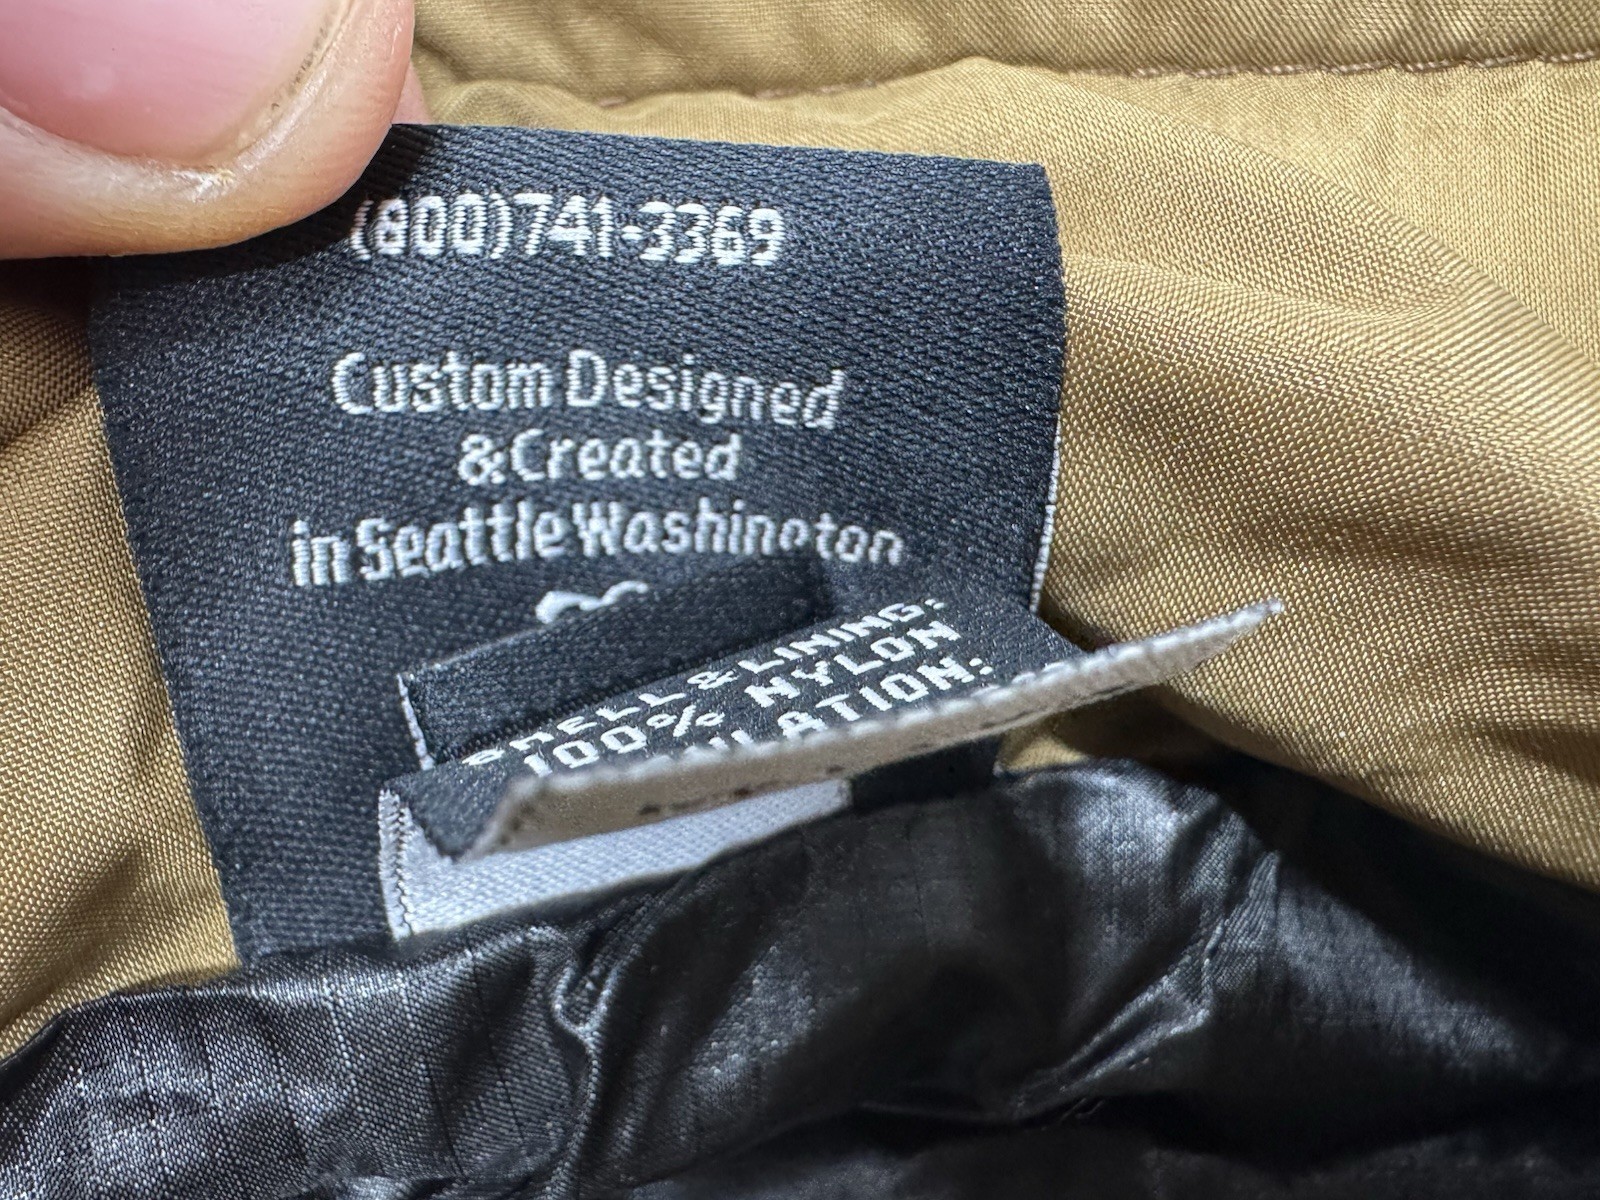 (800)741-3369
Custom Designed
&Created
in Seattle Washington
SHELL & LINING:
100% NYLON